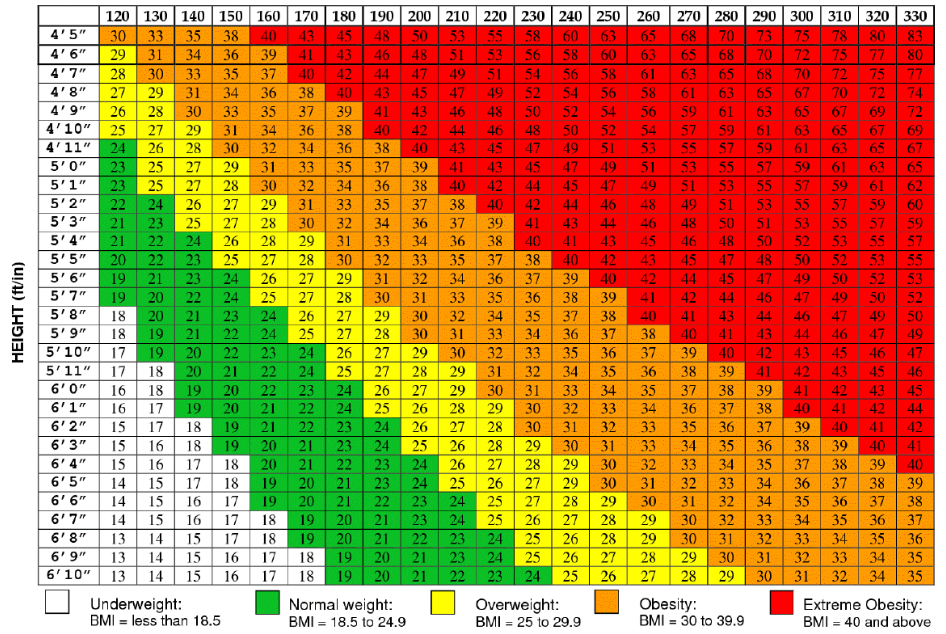 120 130 140 150 160 170 180 190 200 210 220 230 240 250 260 270 280 290 300 310 320 330
4'5" 30 33 35 38 40 43 45 48 50 53 55 58 60 63 65 68 70 73 75 78 80 83
4'6" 29 31 34 36 39 41 43 46 48 51 53 56 58 60 63 65 68 70 72 75 77 80
4'7" 28 30 33 35 37 40 42 44 47 49 51 54 56 58 61 63 65 68 70 72 75 77
4'8" 27 29 31 34 36 38 40 43 45 47 49 52 54 56 58 61 63 65 67 70 72 74
4'9" 26 28 30 33 35 37 39 41 43 46 48 50 52 54 56 59 61 63 65 67 69 72
4'10" 25 27 29 31 34 36 38 40 42 44 46 48 50 52 54 57 59 61 63 65 67 69
4'11" 24 26 28 30 32 34 36 38 40 43 45 47 49 51 53 55 57 59 61 63 65 67
5'0" 23 25 27 29 31 33 35 37 39 41 43 45 47 49 51 53 55 57 59 61 63 65
5'1" 23 25 27 28 30 32 34 36 38 40 42 44 45 47 49 51 53 55 57 59 61 62
5'2" 22 24 26 27 29 31 33 35 37 38 40 42 44 46 48 49 51 53 55 57 59 60
5'3" 21 23 25 27 28 30 32 34 36 37 39 41 43 44 46 48 50 51 53 55 57 59
5'4" 21 22 24 26 28 29 31 33 34 36 38 40 41 43 45 46 48 50 52 53 55 57
5'5" 20 22 23 25 27 28 30 32 33 35 37 38 40 42 43 45 47 48 50 52 53 55
5'6" 19 21 23 24 26 27 29 31 32 34 36 37 39 40 42 44 45 47 49 50 52 53
5'7" 19 20 22 24 25 27 28 30 31 33 35 36 38 39 41 42 44 46 47 49 50 52
5'8" 18 20 21 23 24 26 27 29 30 32 34 35 37 38 40 41 43 44 46 47 49 50
5'9" 18 19 21 22 24 25 27 28 30 31 33 34 36 37 38 40 41 43 44 46 47 49
5'10" 17 19 20 22 23 24 26 27 29 30 32 33 35 36 37 39 40 42 43 45 46 47
5'11" 17 18 20 21 22 24 25 27 28 29 31 32 34 35 36 38 39 41 42 43 45 46
6'0" 16 18 19 20 22 23 24 26 27 29 30 31 33 34 35 37 38 39 41 42 43 45
6'1" 16 17 19 20 21 23 24 25 26 28 29 30 32 33 34 36 37 38 40 41 42 44
6'2" 15 17 18 19 21 22 23 24 26 27 28 30 31 32 33 35 36 37 39 40 41 42
6'3" 15 16 18 19 20 21 23 24 25 26 28 29 30 31 33 34 35 36 38 39 40 41
6'4" 15 16 17 18 20 21 22 23 24 26 27 28 29 30 32 33 34 35 37 38 39 40
6'5" 14 15 17 18 19 20 21 23 24 25 26 27 29 30 31 32 33 34 36 37 38 39
6'6" 14 15 16 17 19 20 21 22 23 24 25 27 28 29 30 31 32 34 35 36 37 38
6'7" 14 15 16 17 18 19 20 21 23 24 25 26 27 28 29 30 32 33 34 35 36 37
6'8" 13 14 15 17 18 19 20 21 22 23 24 25 26 28 29 30 31 32 33 34 35 36
6'9" 13 14 15 16 17 18 19 20 21 23 24 25 26 27 28 29 30 31 32 33 34 35
6'10" 13 14 15 16 17 18 19 20 21 22 23 24 25 26 27 28 29 30 31 32 34 35
HEIGHT (ft/in)
Underweight:
BMI = less than 18.5
Normal weight:
BMI = 18.5 to 24.9
Overweight:
BMI = 25 to 29.9
Obesity:
BMI = 30 to 39.9
Extreme Obesity:
BMI = 40 and above